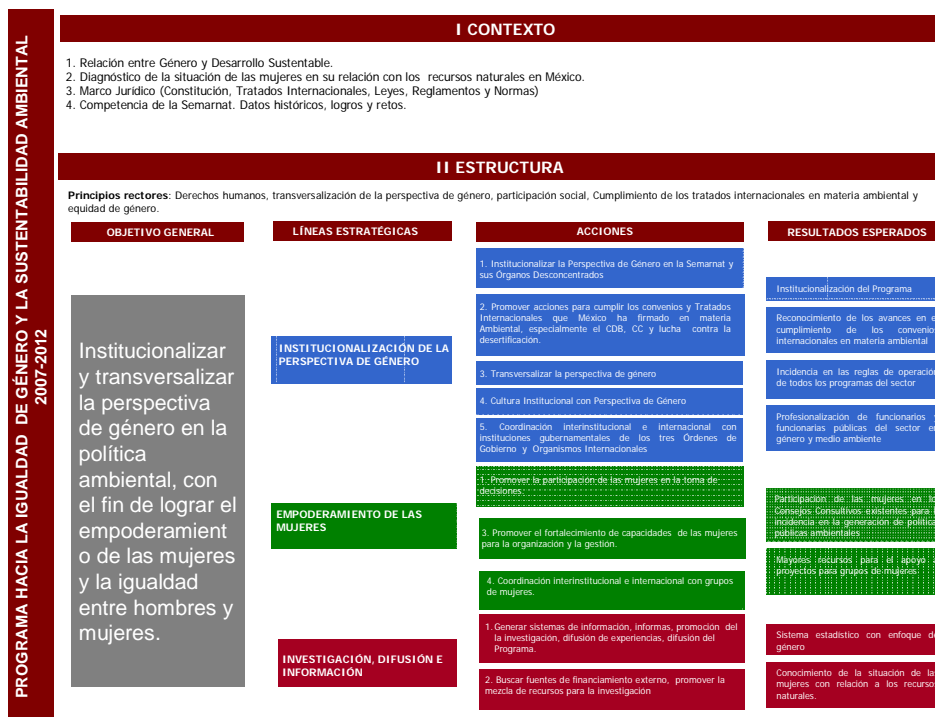 PROGRAMA HACIA LA IGUALDAD DE GÉNERO Y LA SUSTENTABILIDAD AMBIENTAL
2007-2012
I CONTEXTO
1. Relación entre Género y Desarrollo Sustentable.
2. Diagnóstico de la situación de las mujeres en su relación con los recursos naturales en México.
3. Marco Jurídico (Constitución, Tratados Internacionales, Leyes, Reglamentos y Normas)
4. Competencia de la Semarnat. Datos históricos, logros y retos.
II ESTRUCTURA
Principios rectores: Derechos humanos, transversalización de la perspectiva de género, participación social, Cumplimiento de los tratados internacionales en materia ambiental y
equidad de género.
OBJETIVO GENERAL
Institucionalizar
y transversalizar
la perspectiva
de género en la
política
ambiental, con
el fin de lograr el
empoderamient
o de las mujeres
y la igualdad
entre hombres y
mujeres.
LÍNEAS ESTRATÉGICAS
INSTITUCIONALIZACIÓN DE LA
PERSPECTIVA DE GÉNERO
EMPODERAMIENTO DE LAS
MUJERES
INVESTIGACIÓN, DIFUSIÓN E
INFORMACIÓN
ACCIONES
1. Institucionalizar la Perspectiva de Género en la Semarnat y
sus Órganos Desconcentrados
2. Promover acciones para cumplir los convenios y Tratados
Internacionales que México ha firmado en materia
Ambiental, especialmente el CDB, CC y lucha contra la
desertificación.
3. Transversalizar la perspectiva de género
4. Cultura Institucional con Perspectiva de Género
5. Coordinación interinstitucional e internacional con
instituciones gubernamentales de los tres Órdenes de
Gobierno y Organismos Internacionales
1. Promover la participación de las mujeres en la toma de
decisiones.
3. Promover el fortalecimiento de capacidades de las mujeres
para la organización y la gestión.
4. Coordinación interinstitucional e internacional con grupos
de mujeres.
1. Generar sistemas de información, informas, promoción del
la investigación, difusión de experiencias, difusión del
Programa.
2. Buscar fuentes de financiamiento externo, promover la
mezcla de recursos para la investigación
RESULTADOS ESPERADOS
Institucionalización del Programa
Reconocimiento de los avances en e
cumplimiento de los convenio
internacionales en materia ambiental
Incidencia en las reglas de operació
de todos los programas del sector
Profesionalización de funcionarios
funcionarias públicas del sector e
género y medio ambiente
Participación de las mujeres en lo
Consejos Consultivos existentes para
incidencia en la generación de política
públicas ambientales
Mayores recursos para el apoyo
proyectos para grupos de mujeres
Sistema estadístico con enfoque d
género
Conocimiento de la situación de la
mujeres con relación a los recurso
naturales.